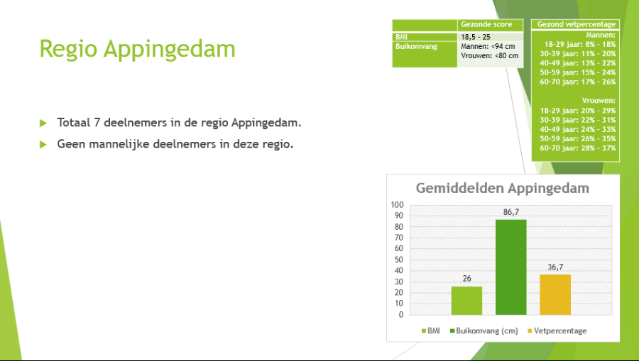 Regio Appingedam
Totaal 7 deelnemers in de regio Appingedam.
Geen mannelijke deelnemers in deze regio.
Gezonde score
BMI 18,5 - 25
Buikomvang Mannen: <94 cm
Vrouwen: <80 cm
Gezond vetpercentage
Mannen:
18-29 jaar: 8% - 18%
30-39 jaar: 11% - 20%
40-49 jaar: 13% - 22%
50-59 jaar: 15% - 24%
60-70 jaar: 17% - 26%
Vrouwen:
18-29 jaar: 20% - 29%
30-39 jaar: 22% - 31%
40-49 jaar: 24% - 33%
50-59 jaar: 26% - 35%
60-70 jaar: 28% - 37%
Gemiddelden Appingedam
100
90
80
70
60
50
40
30
20
10
0
86,7
36,7
26
BMI Buikomvang (cm) Vetpercentage